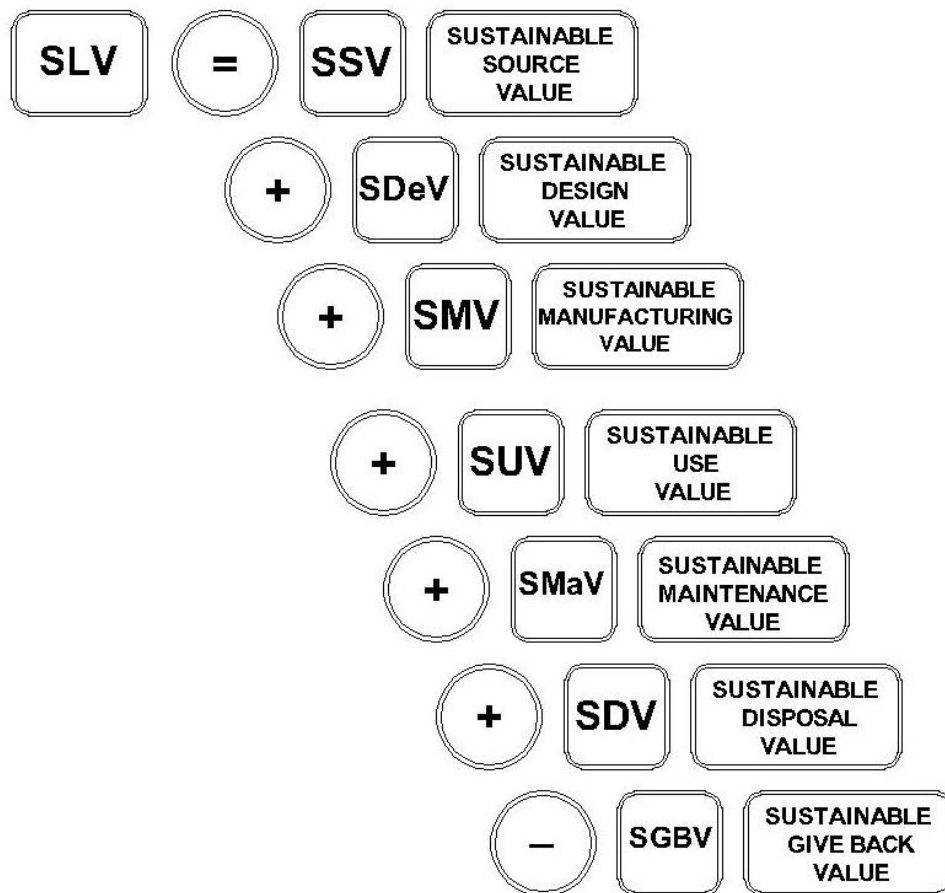 SLV = SSV SUSTAINABLE
SOURCE
VALUE
+ SDeV SUSTAINABLE
DESIGN
VALUE
+ SMV SUSTAINABLE
MANUFACTURING
VALUE
+ SUV SUSTAINABLE
USE
VALUE
+ SMaV SUSTAINABLE
MAINTENANCE
VALUE
+ SDV SUSTAINABLE
DISPOSAL
VALUE
− SGBV SUSTAINABLE
GIVE BACK
VALUE